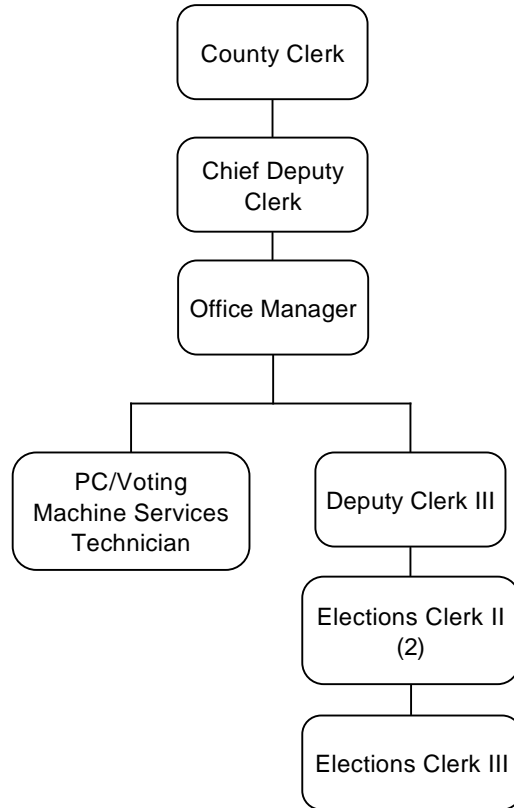 County Clerk
Chief Deputy
Clerk
Office Manager
PC/Voting
Machine Services
Technician
Deputy Clerk III
Elections Clerk II
(2)
Elections Clerk III